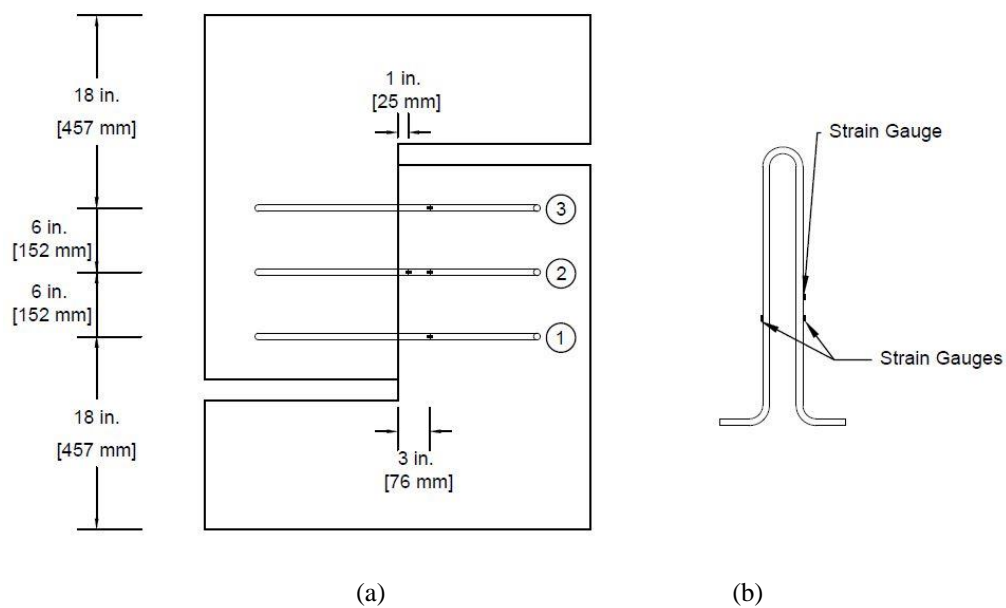 1 in.
[25 mm]
18 in.
[457 mm]
Strain Gauge
3
6 in.
[152 mm]
2
6 in.
[152 mm]
1
Strain Gauges
18 in.
[457 mm]
3 in.
[76 mm]
(a)
(b)